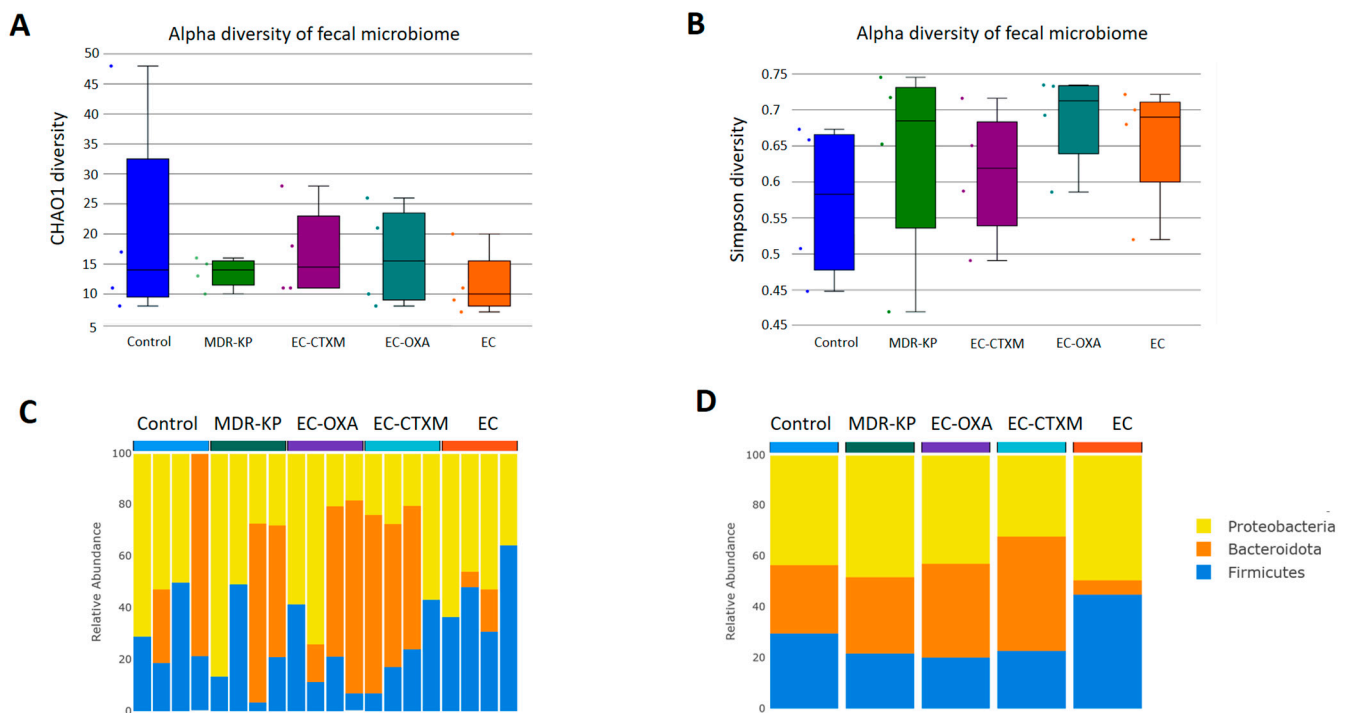 A
Alpha diversity of fecal microbiome
CHAO1 diversity
50
45
40
35
30
25
20
15
10
5
Control
MDR-KP
EC-CTXM
EC-OXA
EC
B
Alpha diversity of fecal microbiome
Simpson diversity
0.75
0.7
0.65
0.6
0.55
0.5
0.45
0.45
Control
MDR-KP
EC-CTXM
EC-OXA
EC
C
Control
MDR-KP
EC-OXA
EC-CTXM
EC
Relative Abundance
100
80
60
40
20
0
D
Control
MDR-KP
EC-OXA
EC-CTXM
EC
Relative Abundance
100
80
60
40
20
0
Proteobacteria
Bacteroidota
Firmicutes